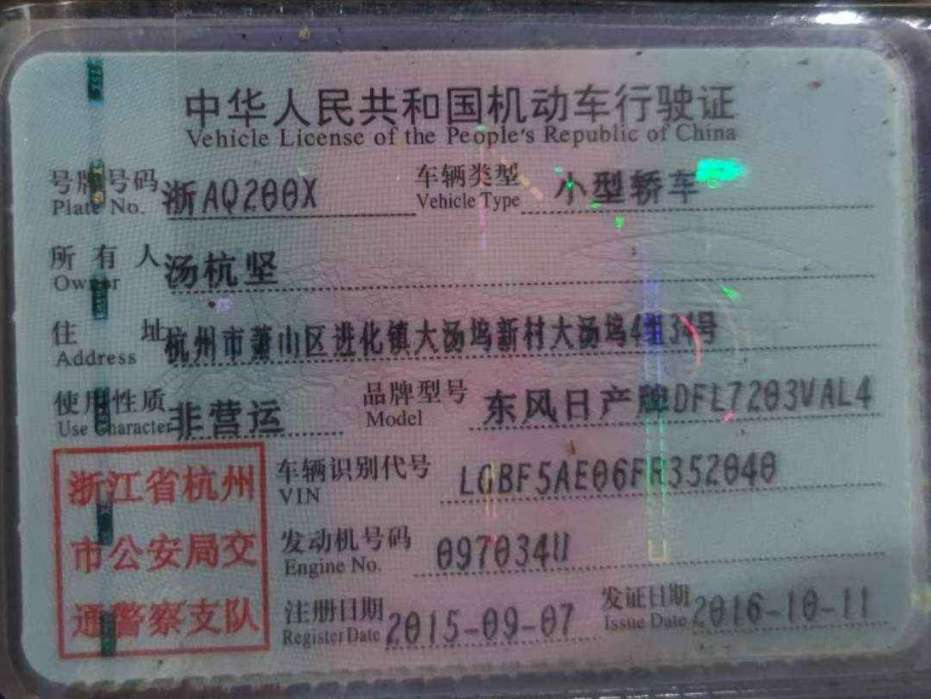 中华人民共和国机动车行驶证
Vehicle License of the People's Republic of China
号牌号码 浙AQ200X 车辆类型 小型轿车
Plate No. Vehicle Type
所有人 汤杭坚
Owner
住址 杭州市萧山区进化镇大汤坞新村大汤坞4组34号
Address
使用性质 非营运 品牌型号 东风日产牌DFL7203VAL4
Use Character Model
浙江省杭州
市公安局交
通警察支队
车辆识别代号 LGBF5AE06FR352040
VIN
发动机号码 097034U
Engine No.
注册日期 2015-09-07 发证日期 2016-10-11
Register Date Issue Date